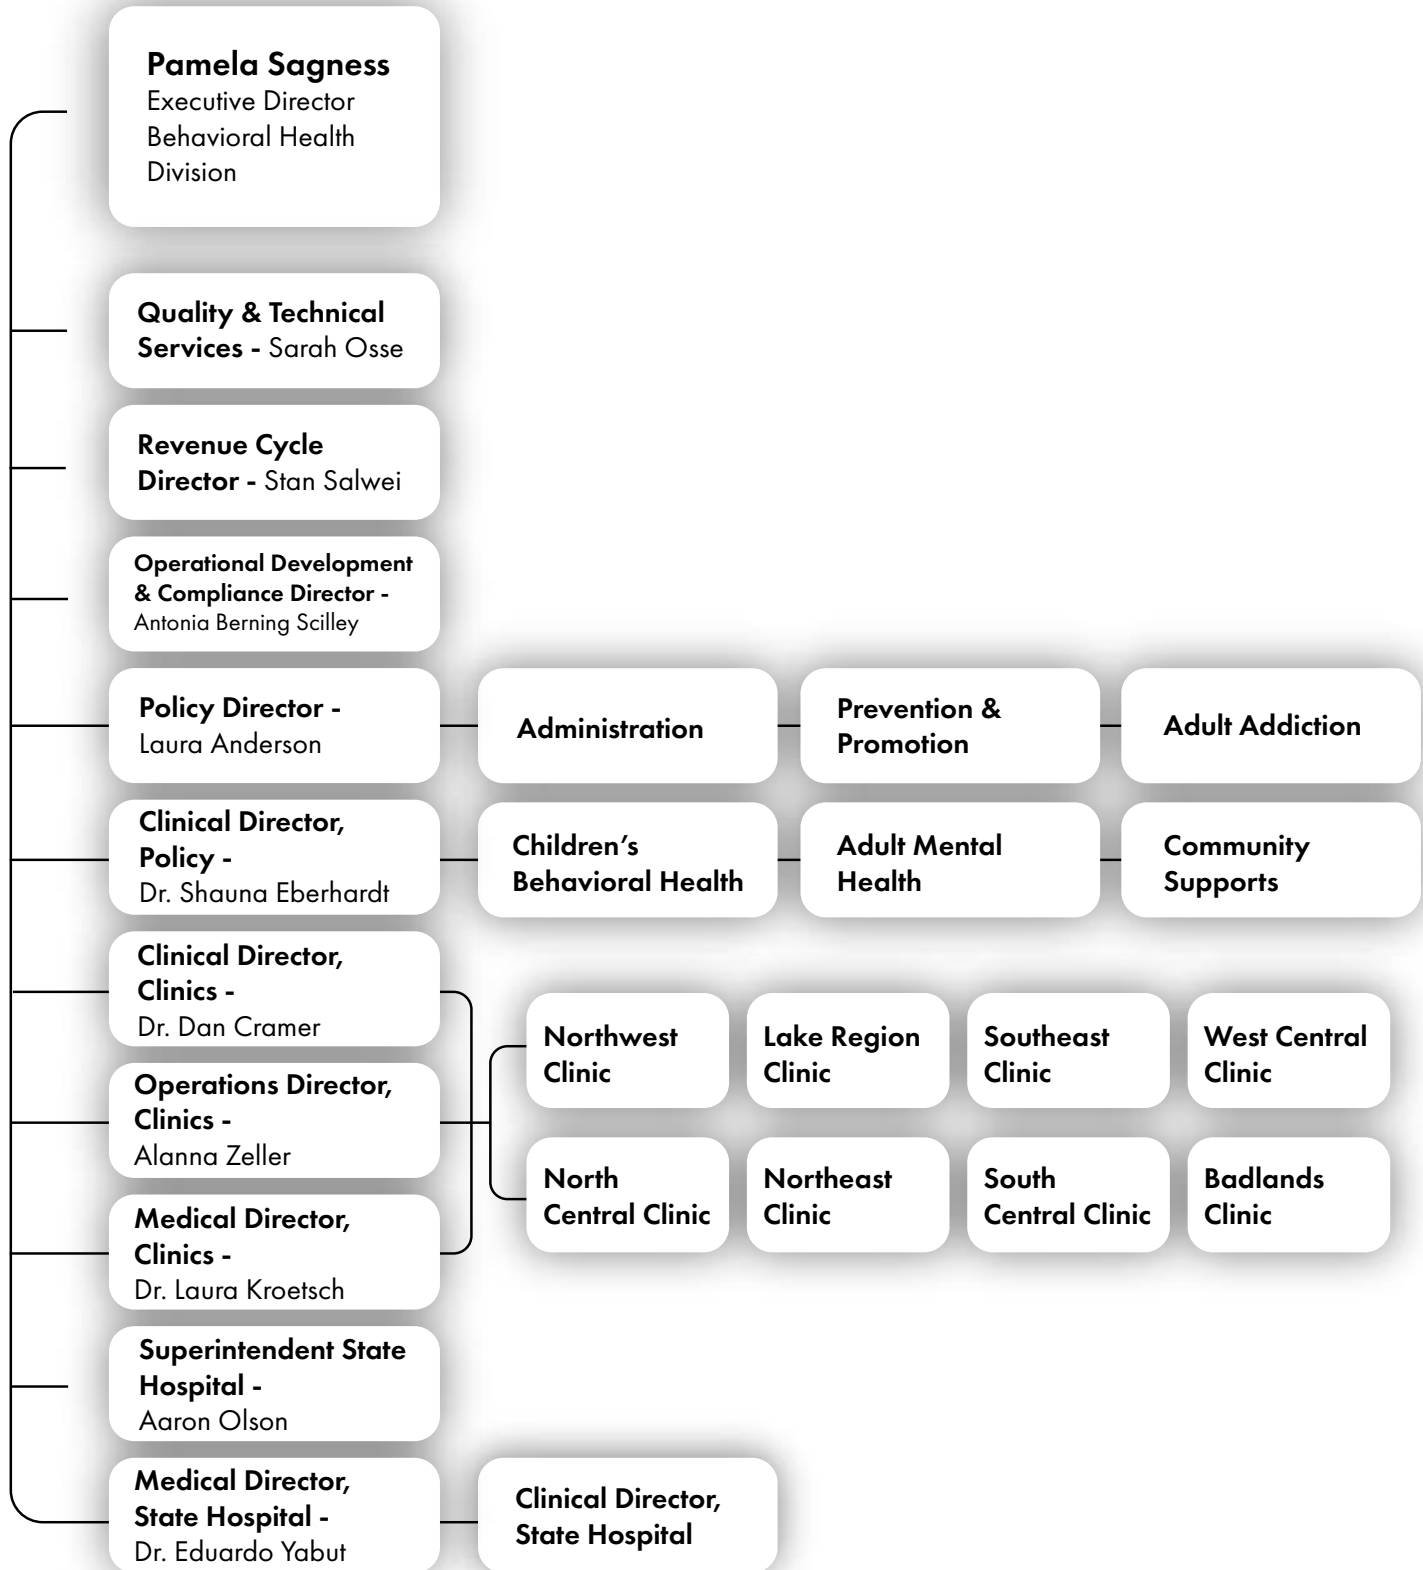 Pamela Sagness
Executive Director
Behavioral Health
Division
Quality & Technical
Services - Sarah Osse
Revenue Cycle
Director - Stan Salwei
Operational Development
& Compliance Director -
Antonia Berning Scilley
Policy Director -
Laura Anderson
Administration
Prevention &
Promotion
Adult Addiction
Clinical Director,
Policy -
Dr. Shauna Eberhardt
Children’s
Behavioral Health
Adult Mental
Health
Community
Supports
Clinical Director,
Clinics -
Dr. Dan Cramer
Operations Director,
Clinics -
Alanna Zeller
Medical Director,
Clinics -
Dr. Laura Kroetsch
Northwest
Clinic
Lake Region
Clinic
Southeast
Clinic
West Central
Clinic
North
Central Clinic
Northeast
Clinic
South
Central Clinic
Badlands
Clinic
Superintendent State
Hospital -
Aaron Olson
Medical Director,
State Hospital -
Dr. Eduardo Yabut
Clinical Director,
State Hospital